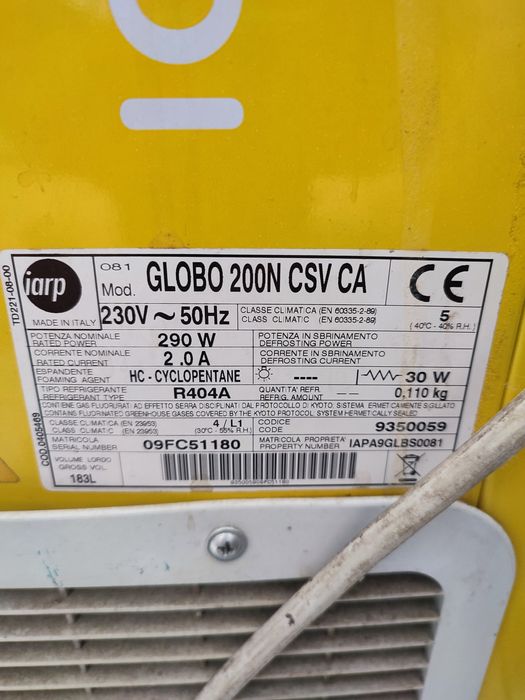 iarp
MADE IN ITALY
TD221-08-00
081
Mod. GLOBO 200N CSV CA
CE
230V ~ 50Hz
CLASSE CLIMATICA (EN 60335-2-89)
CLASS CLIMATIC (EN 60335-2-89)
5
(40°C - 40% R.H.)
POTENZA NOMINALE
RATED POWER
290 W
POTENZA IN SBRINAMENTO
DEFROSTING POWER
CORRENTE NOMINALE
RATED CURRENT
2.0 A
CORRENTE IN SBRINAMENTO
DEFROSTING CURRENT
ESPANDENTE
FOAMING AGENT
HC - CYCLOPENTANE
----
30 W
TIPO REFRIGERANTE
REFRIGERANT TYPE
R404A
QUANTITA' REFR.
REFRIG. AMOUNT
----
0.110 kg
CONTIENE GAS FLUORURATI AD EFFETTO SERRA DISCIPLINATI DAL PROTOCOLLO DI KYOTO SISTEMA ERMETICAMENTE SIGILLATO
CONTAINS FLUORINATED GREENHOUSE GASES COVERED BY THE KYOTO PROTOCOL SYSTEM HERMETICALLY SEALED
CLASSE CLIMATICA (EN 23953)
CLASS CLIMATIC (EN 23953)
4 / L1
(30°C - 55% R.H.)
CODICE
CODE
9350059
MATRICOLA
SERIAL NUMBER
09FC51180
MATRICOLA PROPRIETA'
PROPERTY NUMBER
IAPA9GLBS0081
VOLUME LORDO
GROSS VOL.
183L
935005909FC51180